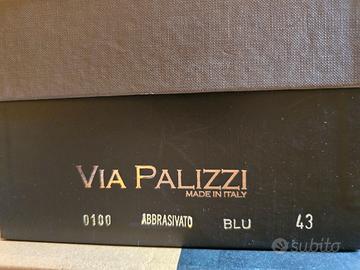 VIA PALIZZI
MADE IN ITALY
0100 ABBRASIVATO BLU 43
subito